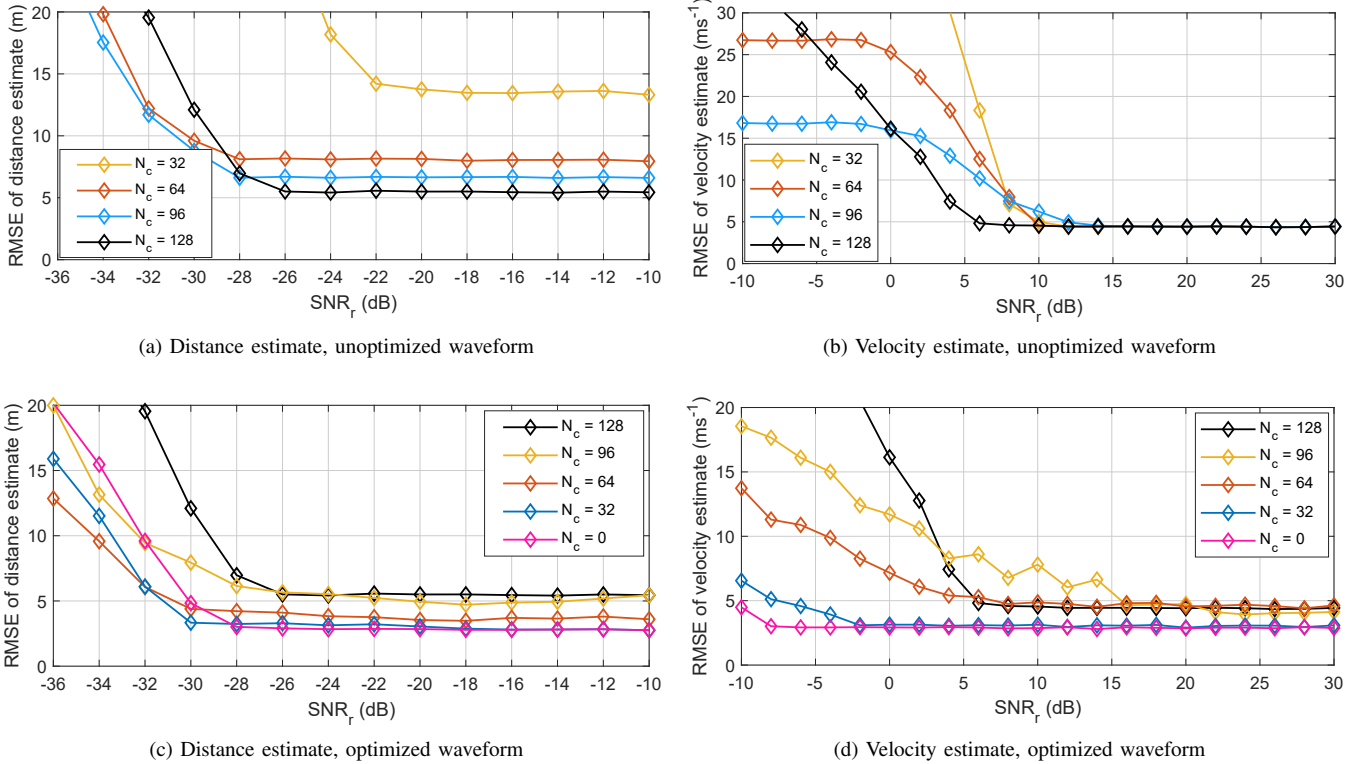 RMSE of distance estimate (m)
20
15
10
5
0
N_c = 32
N_c = 64
N_c = 96
N_c = 128
-36 -34 -32 -30 -28 -26 -24 -22 -20 -18 -16 -14 -12 -10
SNR_r (dB)
(a) Distance estimate, unoptimized waveform
RMSE of velocity estimate (ms^-1)
30
25
20
15
10
5
0
N_c = 32
N_c = 64
N_c = 96
N_c = 128
-10 -5 0 5 10 15 20 25 30
SNR_r (dB)
(b) Velocity estimate, unoptimized waveform
RMSE of distance estimate (m)
20
15
10
5
0
N_c = 128
N_c = 96
N_c = 64
N_c = 32
N_c = 0
-36 -34 -32 -30 -28 -26 -24 -22 -20 -18 -16 -14 -12 -10
SNR_r (dB)
(c) Distance estimate, optimized waveform
RMSE of velocity estimate (ms^-1)
20
15
10
5
0
N_c = 128
N_c = 96
N_c = 64
N_c = 32
N_c = 0
-10 -5 0 5 10 15 20 25 30
SNR_r (dB)
(d) Velocity estimate, optimized waveform